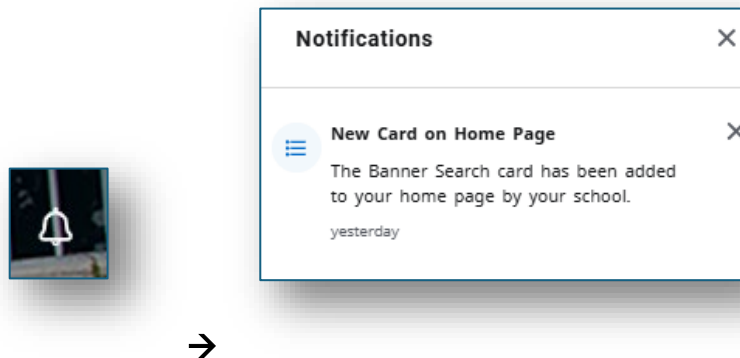 Notifications
New Card on Home Page
The Banner Search card has been added
to your home page by your school.
yesterday